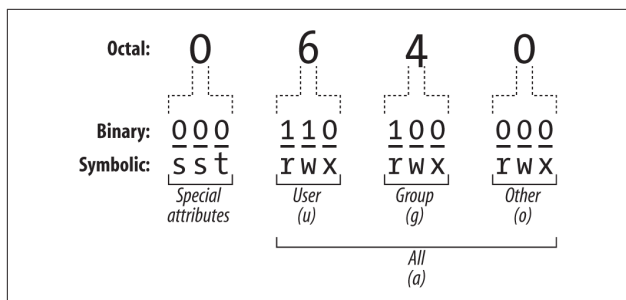 Octal: 0 6 4 0
Binary: 000 110 100 000
Symbolic: sst rwx rwx rwx
Special attributes User (u) Group (g) Other (o)
All
(a)